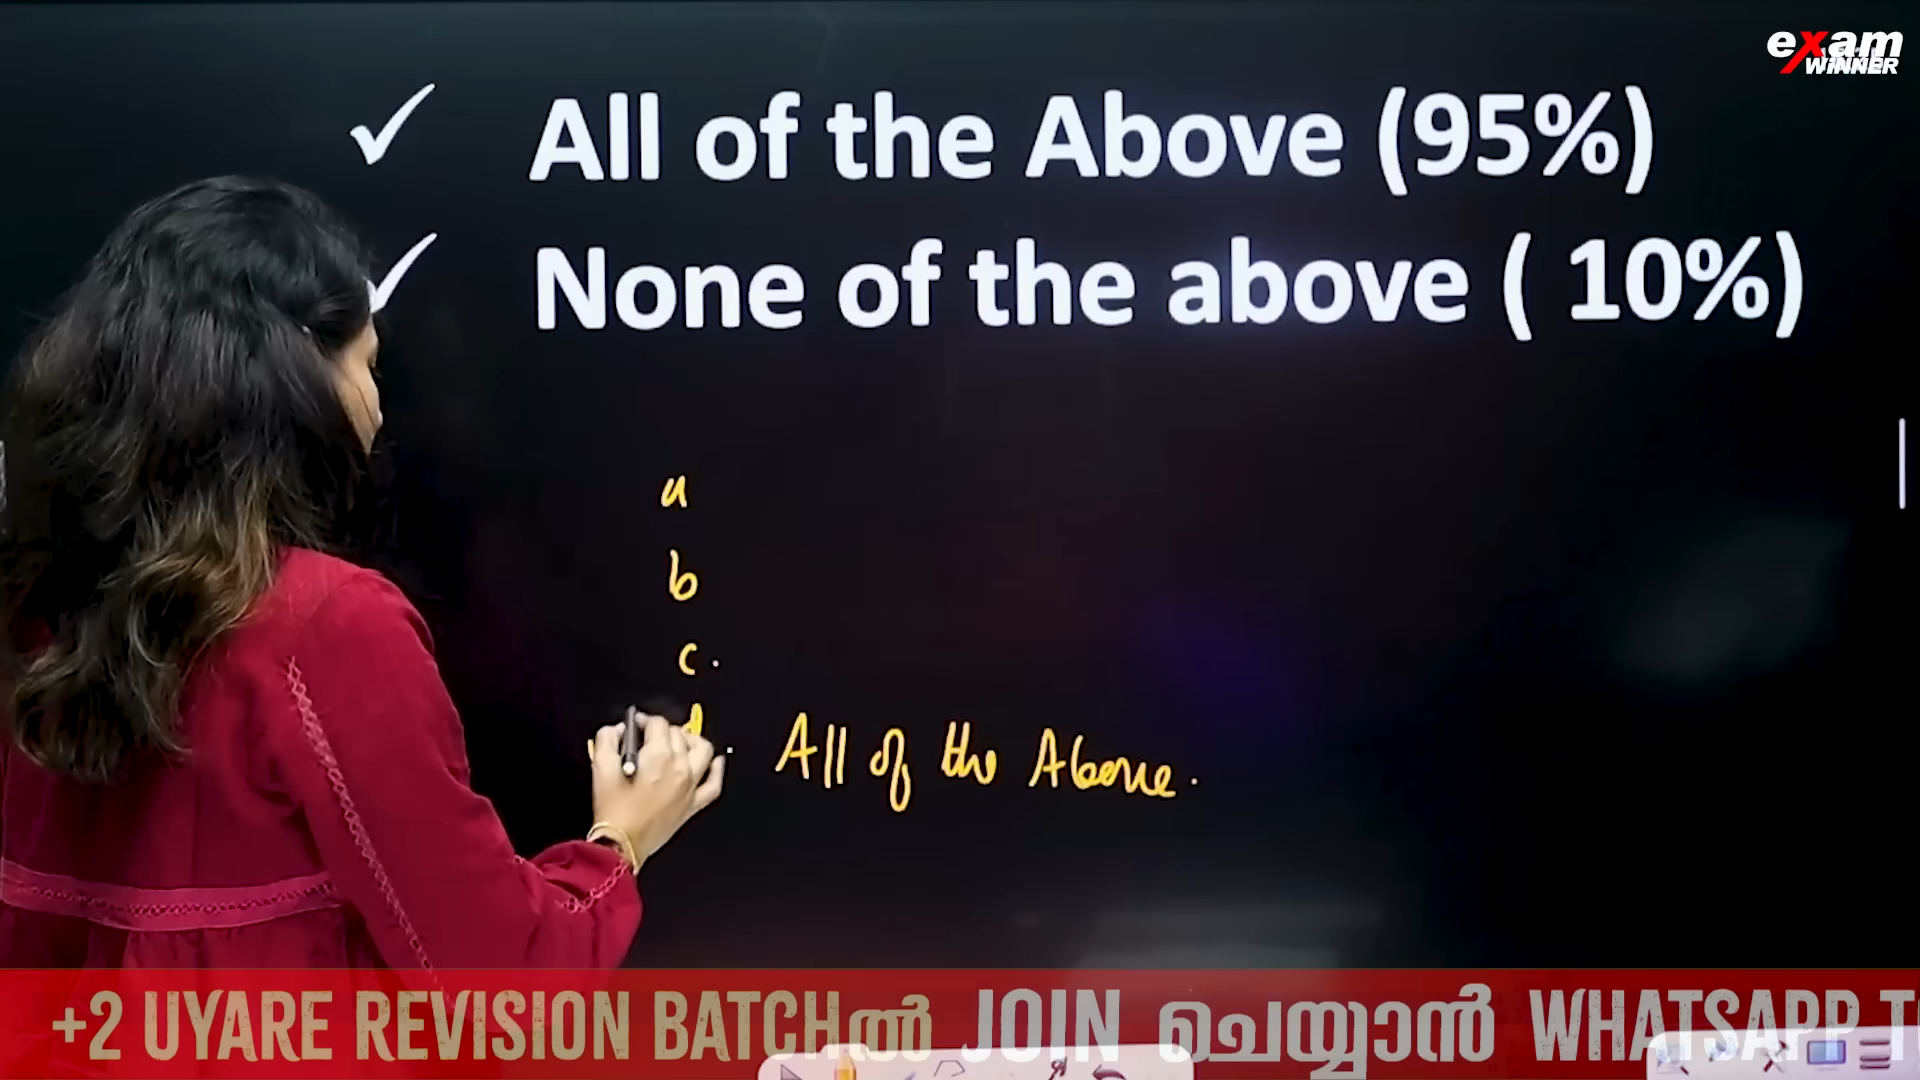 exam
WINNER
✓ All of the Above (95%)
✓ None of the above ( 10%)
a
b
c.
d. All of the Above.
+2 UYARE REVISION BATCHൽ JOIN ചെയ്യാൻ WHATSAPP